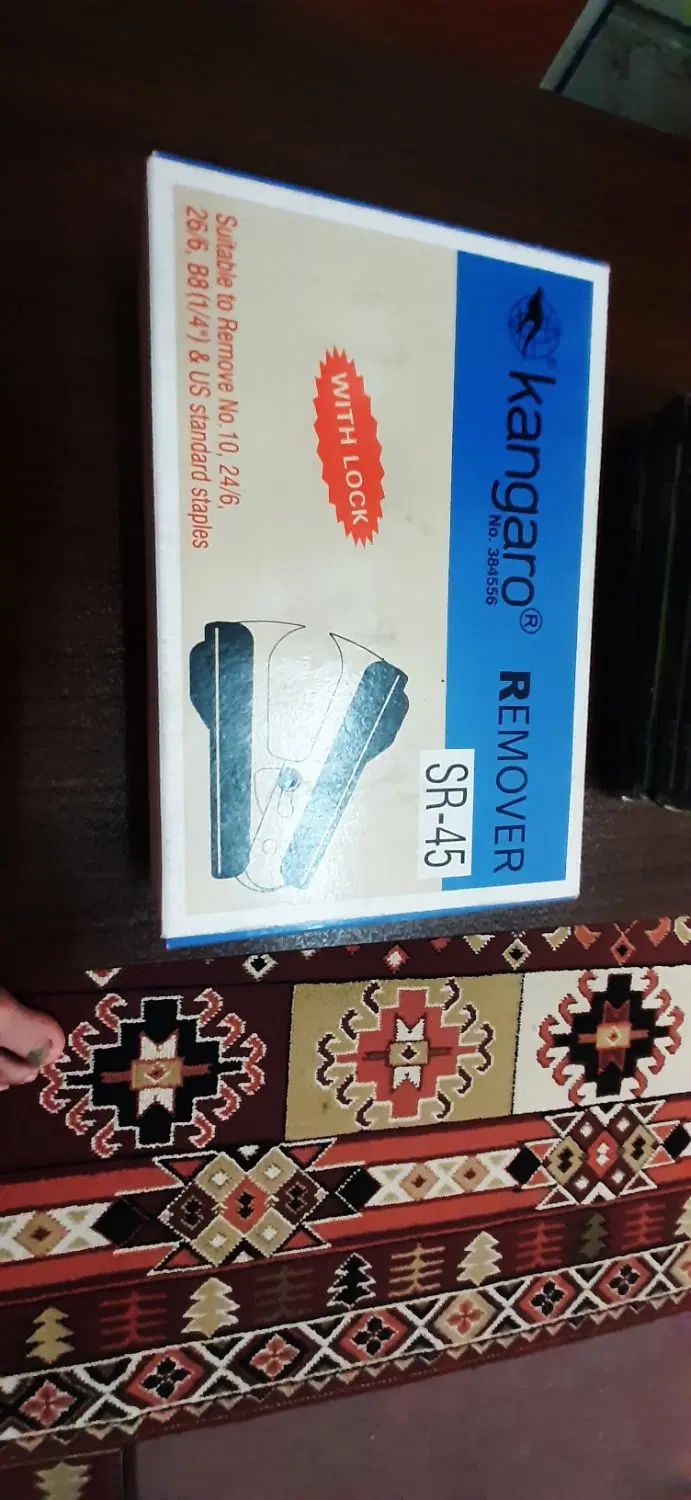 kangaro® REMOVER
No. 384556
SR-45
WITH LOCK
Suitable to Remove No.10, 24/6,
26/6, B8(1/4") & US standard staples